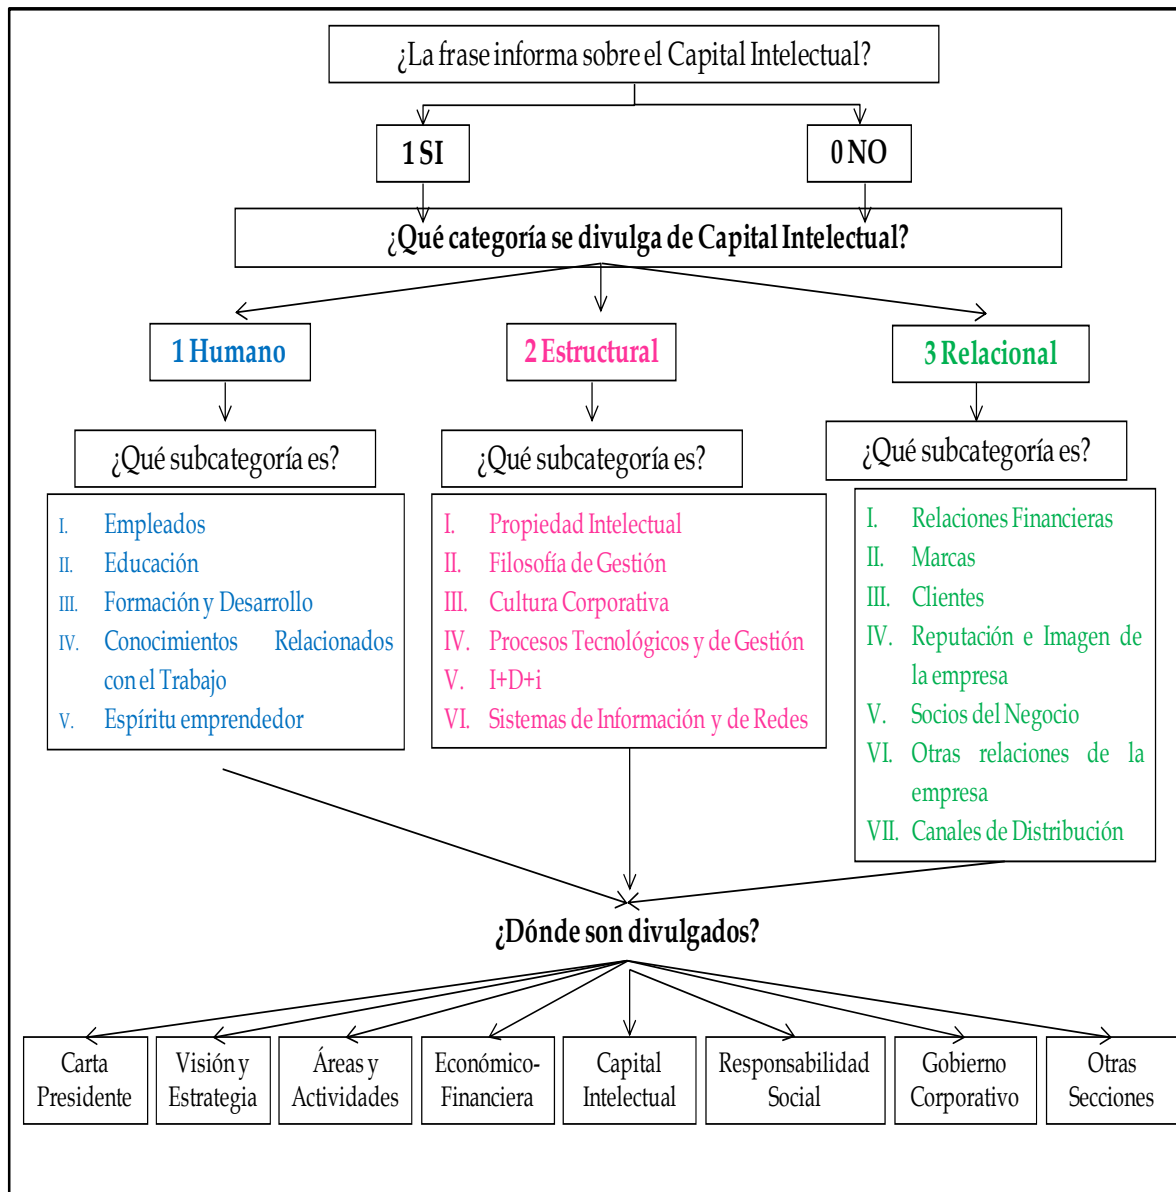 ¿La frase informa sobre el Capital Intelectual?
1 SI
0 NO
¿Qué categoría se divulga de Capital Intelectual?
1 Humano
2 Estructural
3 Relacional
¿Qué subcategoría es?
¿Qué subcategoría es?
¿Qué subcategoría es?
I. Empleados
II. Educación
III. Formación y Desarrollo
IV. Conocimientos Relacionados
con el Trabajo
V. Espíritu emprendedor
I. Propiedad Intelectual
II. Filosofía de Gestión
III. Cultura Corporativa
IV. Procesos Tecnológicos y de Gestión
V. I+D+i
VI. Sistemas de Información y de Redes
I. Relaciones Financieras
II. Marcas
III. Clientes
IV. Reputación e Imagen de
la empresa
V. Socios del Negocio
VI. Otras relaciones de la
empresa
VII. Canales de Distribución
¿Dónde son divulgados?
Carta
Presidente
Visión y
Estrategia
Áreas y
Actividades
Económico-
Financiera
Capital
Intelectual
Responsabilidad
Social
Gobierno
Corporativo
Otras
Secciones